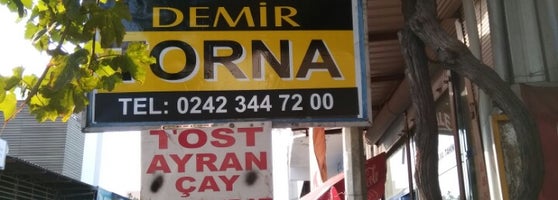 DEMİR
TORNA
TEL: 0242 344 72 00
TOST
AYRAN
ÇAY